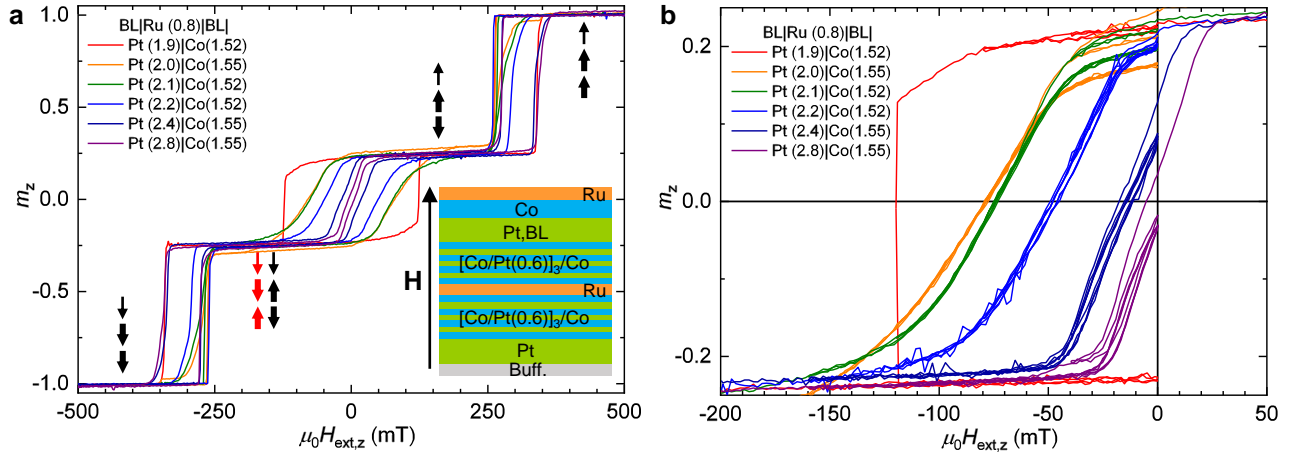 a
BL|Ru (0.8)|BL|
Pt (1.9)|Co(1.52)
Pt (2.0)|Co(1.55)
Pt (2.1)|Co(1.52)
Pt (2.2)|Co(1.52)
Pt (2.4)|Co(1.55)
Pt (2.8)|Co(1.55)
1.0
0.5
0.0
-0.5
-1.0
m_z
-500
-250
0
250
500
μ₀H_ext,z (mT)
H
Ru
Co
Pt,BL
[Co/Pt(0.6)]₃/Co
Ru
[Co/Pt(0.6)]₃/Co
Pt
Buff.
b
BL|Ru (0.8)|BL|
Pt (1.9)|Co(1.52)
Pt (2.0)|Co(1.55)
Pt (2.1)|Co(1.52)
Pt (2.2)|Co(1.52)
Pt (2.4)|Co(1.55)
Pt (2.8)|Co(1.55)
0.2
0.0
-0.2
m_z
-200
-150
-100
-50
0
50
μ₀H_ext,z (mT)